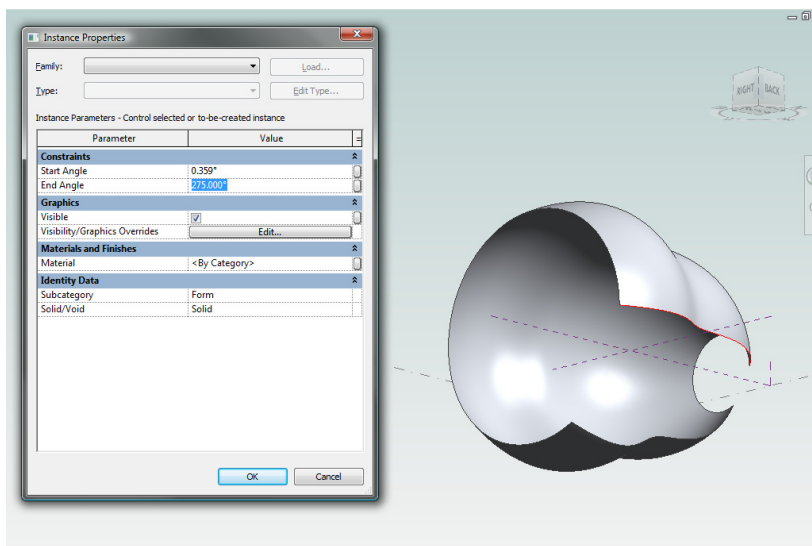 Instance Properties
Family:
Load...
Type:
Edit Type...
Instance Parameters - Control selected or to-be-created instance
Parameter Value =
Constraints
Start Angle 0.359°
End Angle 275.000°
Graphics
Visible
Visibility/Graphics Overrides Edit...
Materials and Finishes
Material <By Category>
Identity Data
Subcategory Form
Solid/Void Solid
OK Cancel
RIGHT BACK